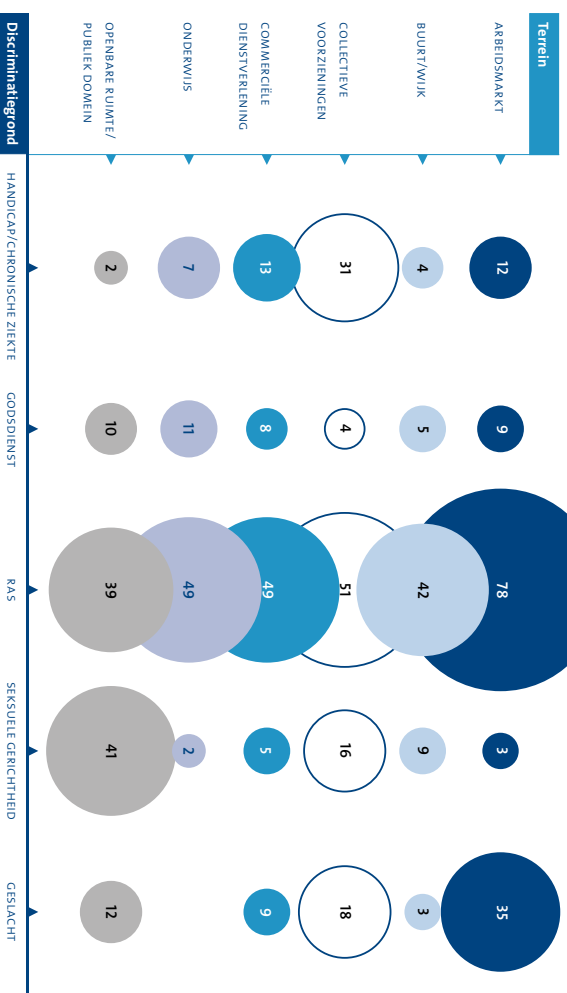 Terrein
ARBEIDSMARKT
12 9 78 3 35
BUURT/WIJK
4 5 42 9 3
COLLECTIEVE
VOORZIENINGEN
31 4 51 16 18
COMMERCIËLE
DIENSTVERLENING
13 8 49 5 9
ONDERWIJS
7 11 49 2
OPENBARE RUIMTE/
PUBLIEK DOMEIN
2 10 39 41 12
Discriminatiegrond HANDICAP/CHRONISCHE ZIEKTE GODSDIENST RAS SEKSUELE GERICHTHEID GESLACHT